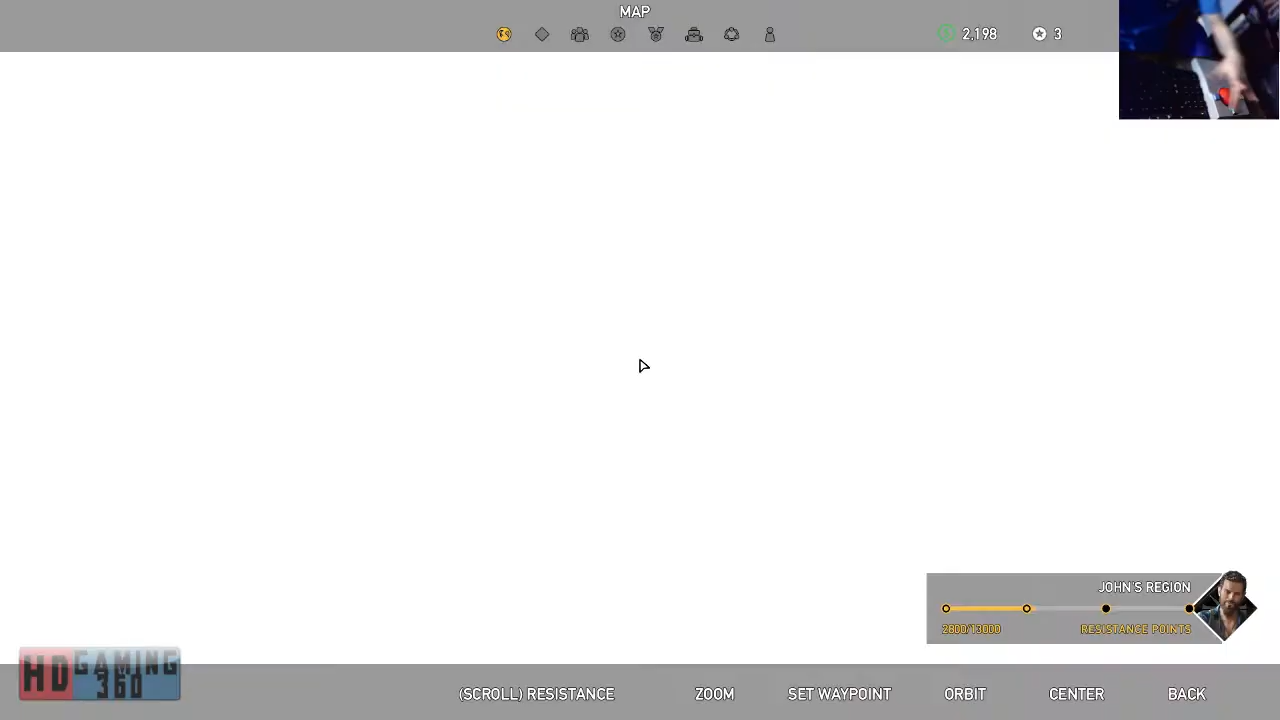 MAP
2,198
3
JOHN'S REGION
2800/13000
RESISTANCE POINTS
HD GAMING
360
(SCROLL) RESISTANCE
ZOOM
SET WAYPOINT
ORBIT
CENTER
BACK